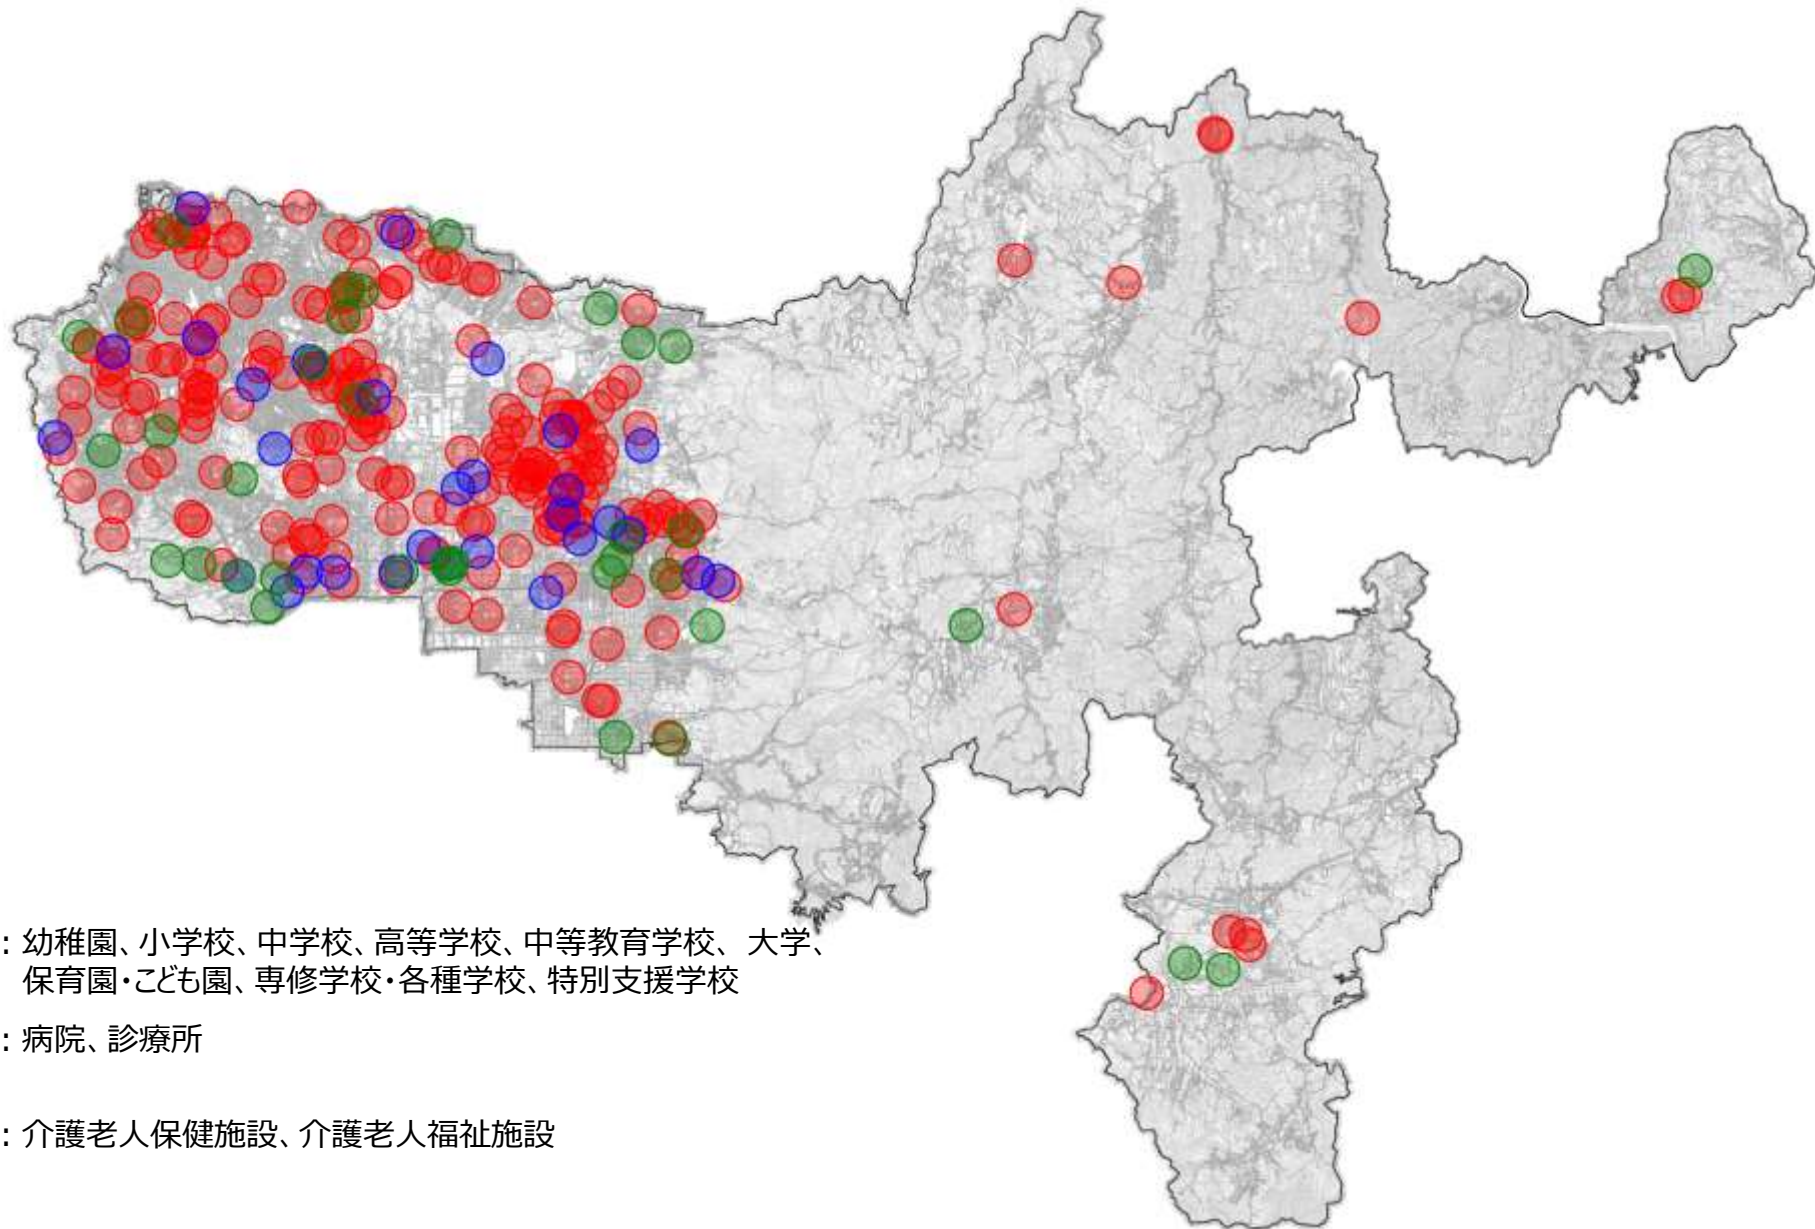 : 幼稚園、小学校、中学校、高等学校、中等教育学校、 大学、
保育園・こども園、専修学校・各種学校、特別支援学校
: 病院、診療所
: 介護老人保健施設、介護老人福祉施設